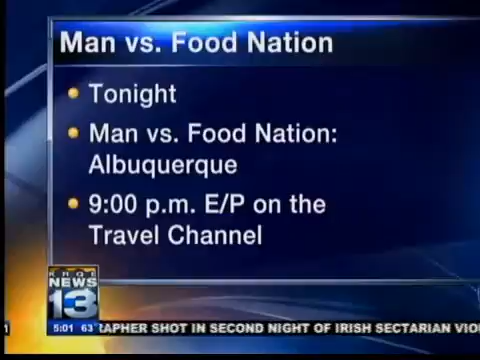 Man vs. Food Nation
Tonight
Man vs. Food Nation:
Albuquerque
9:00 p.m. E/P on the
Travel Channel
KRQE
NEWS
13
5:01 63° RAPHER SHOT IN SECOND NIGHT OF IRISH SECTARIAN VIO